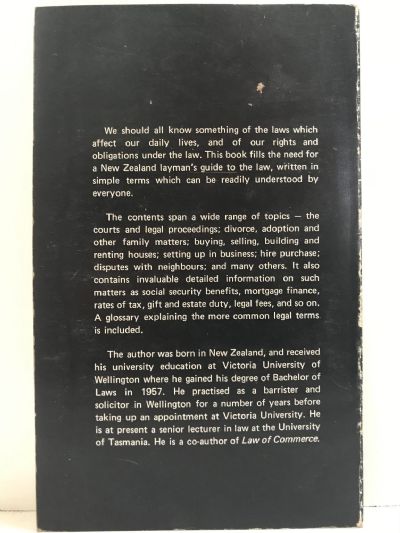 We should all know something of the laws which
affect our daily lives, and of our rights and
obligations under the law. This book fills the need for
a New Zealand layman's guide to the law, written in
simple terms which can be readily understood by
everyone.
The contents span a wide range of topics — the
courts and legal proceedings; divorce, adoption and
other family matters; buying, selling, building and
renting houses; setting up in business; hire purchase;
disputes with neighbours; and many others. It also
contains invaluable detailed information on such
matters as social security benefits, mortgage finance,
rates of tax, gift and estate duty, legal fees, and so on.
A glossary explaining the more common legal terms
is included.
The author was born in New Zealand, and received
his university education at Victoria University of
Wellington where he gained his degree of Bachelor of
Laws in 1957. He practised as a barrister and
solicitor in Wellington for a number of years before
taking up an appointment at Victoria University. He
is at present a senior lecturer in law at the University
of Tasmania. He is a co-author of Law of Commerce.